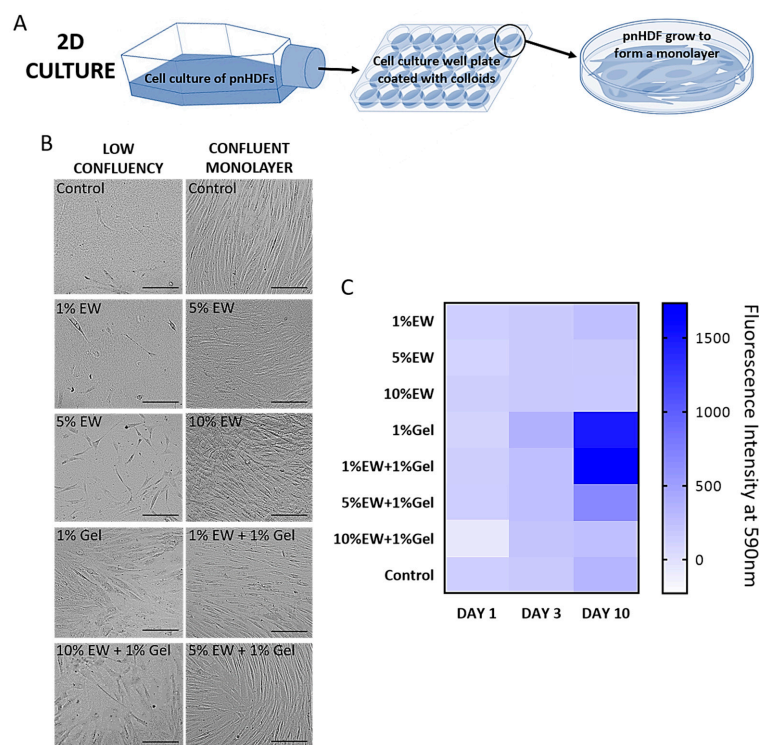 A
2D
CULTURE
Cell culture of pnHDFs
Cell culture well plate
coated with colloids
pnHDF grow to
form a monolayer
B
LOW
CONFLUENCY
CONFLUENT
MONOLAYER
Control
Control
1% EW
5% EW
5% EW
10% EW
1% Gel
1% EW + 1% Gel
10% EW + 1% Gel
5% EW + 1% Gel
C
1%EW
5%EW
10%EW
1%Gel
1%EW+1%Gel
5%EW+1%Gel
10%EW+1%Gel
Control
DAY 1
DAY 3
DAY 10
1500
1000
500
0
Fluorescence Intensity at 590nm